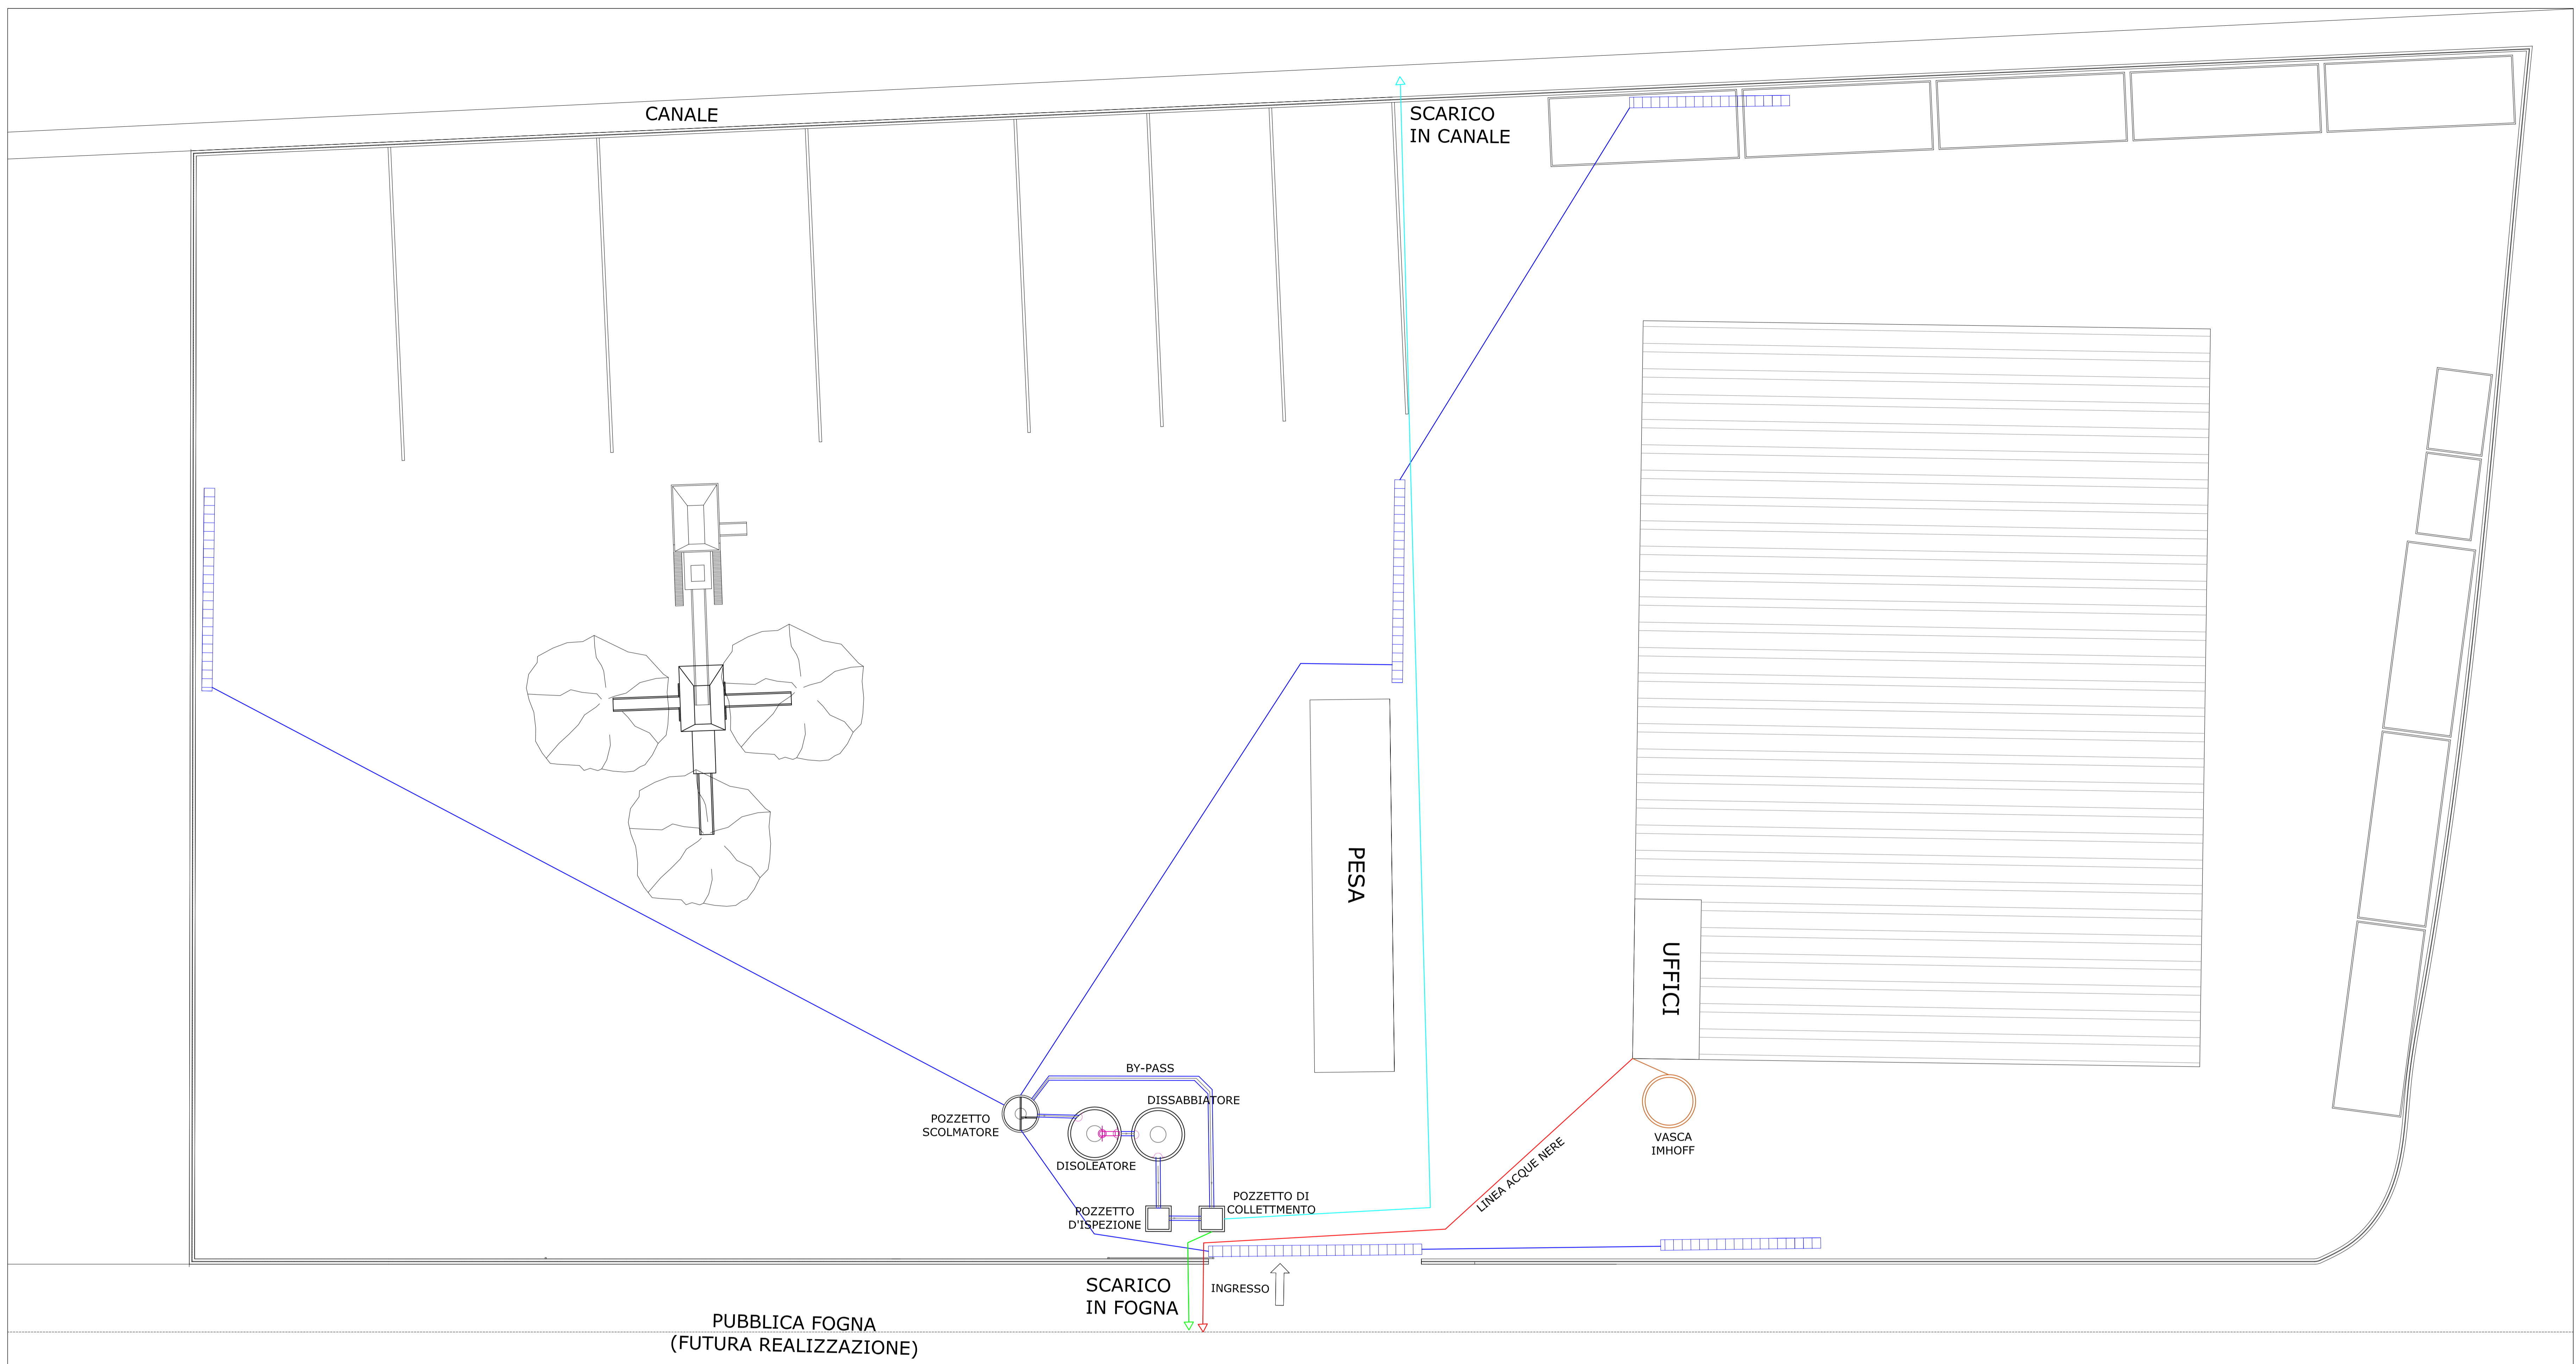 CANALE
SCARICO
IN CANALE
PESA
UFFICI
BY-PASS
DISSABBIATORE
POZZETTO
SCOLMATORE
DISOLEATORE
VASCA
IMHOFF
LINEA ACQUE NERE
POZZETTO DI
COLLETTMENTO
POZZETTO
D'ISPEZIONE
SCARICO
IN FOGNA
INGRESSO
PUBBLICA FOGNA
(FUTURA REALIZZAZIONE)